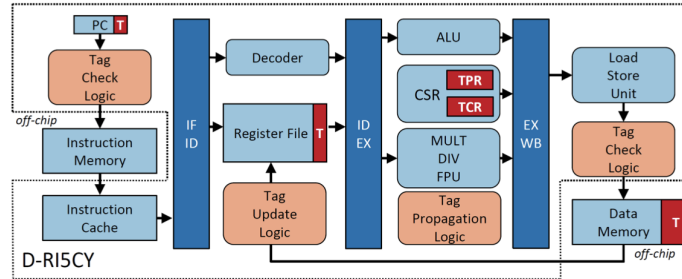 PC
T
Tag
Check
Logic
off-chip
Instruction
Memory
Instruction
Cache
D-RI5CY
IF
ID
Decoder
Register File
T
Tag
Update
Logic
ID
EX
ALU
CSR
TPR
TCR
MULT
DIV
FPU
Tag
Propagation
Logic
EX
WB
Load
Store
Unit
Tag
Check
Logic
Data
Memory
T
off-chip